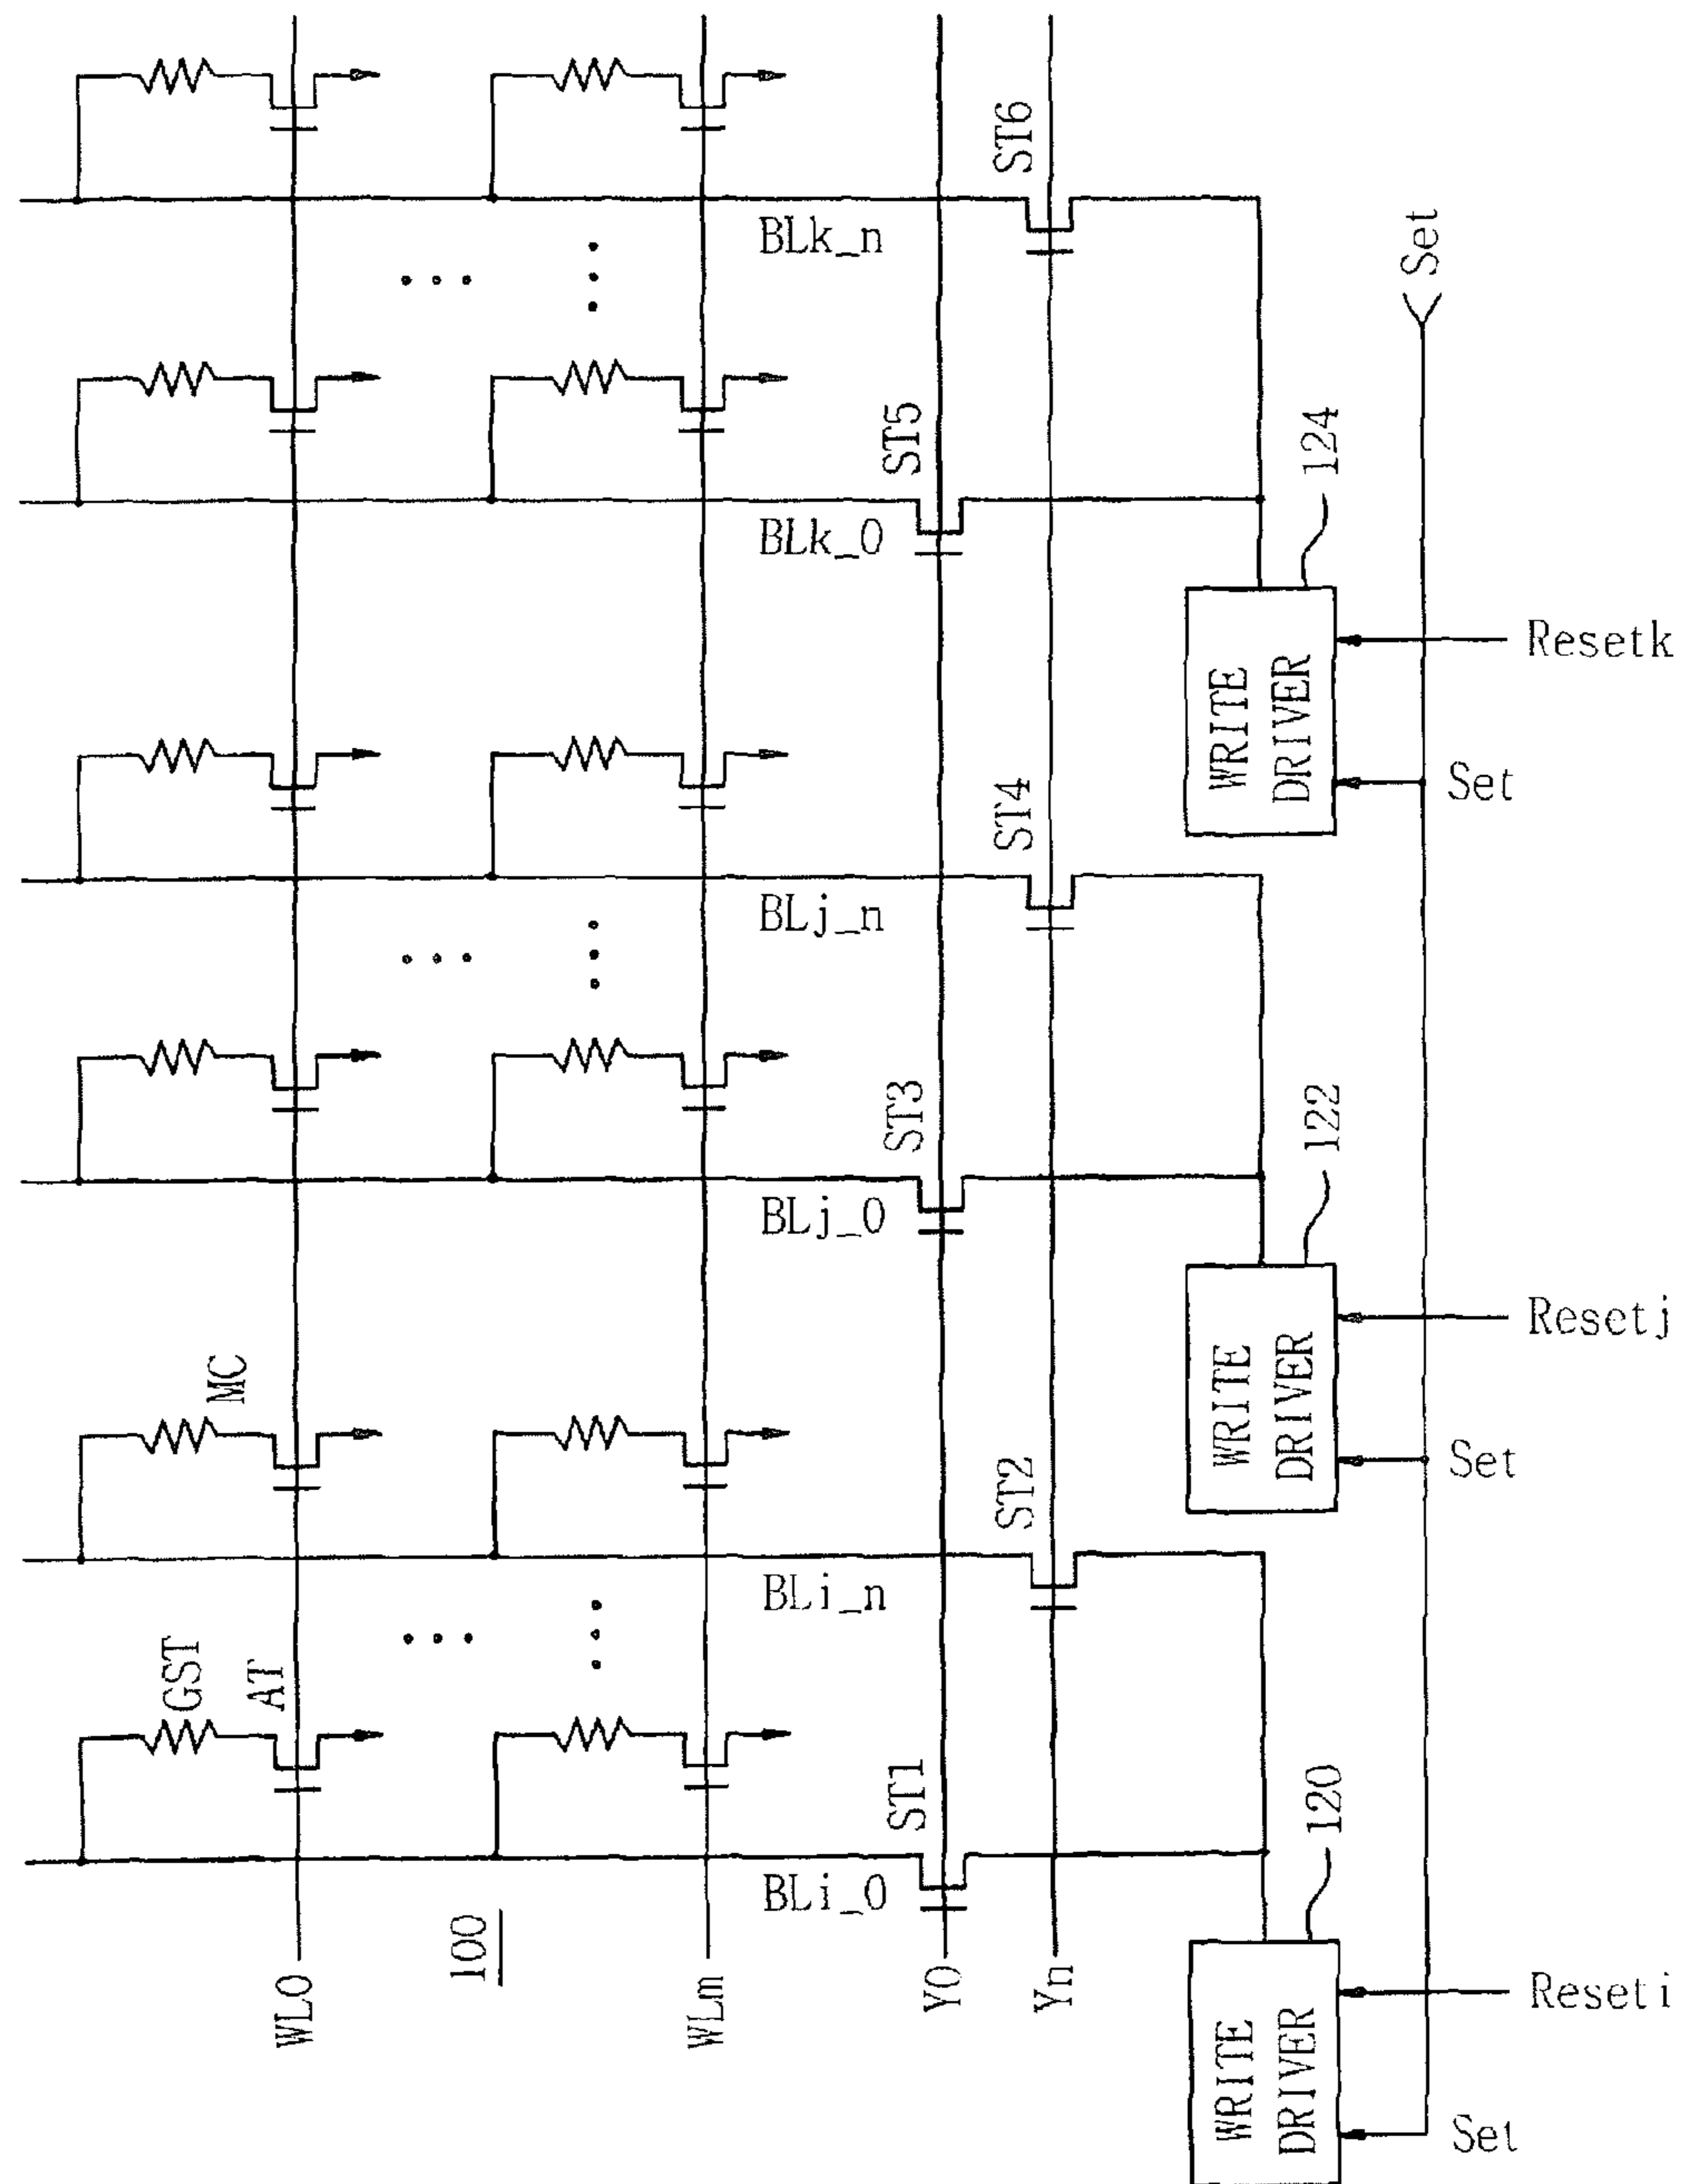 ST6
BLk_n
Set
ST5
BLk_0
124
WRITE
DRIVER
Resetk
Set
ST4
BLj_n
ST3
BLj_0
122
WRITE
DRIVER
Resetj
Set
MC
ST2
BLi_n
GST
AT
ST1
BLi_0
120
WL0
100
WLm
Y0
Yn
WRITE
DRIVER
Reseti
Set